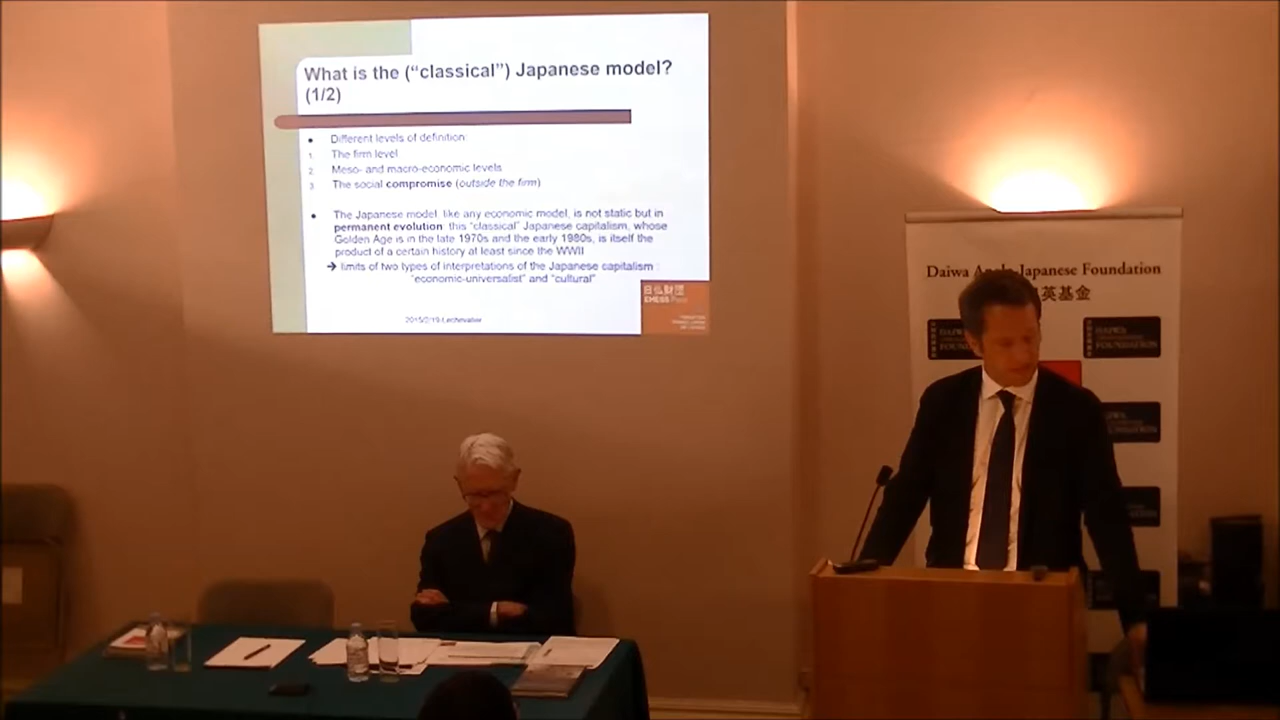 What is the (“classical”) Japanese model?
(1/2)
• Different levels of definition:
1. The firm level
2. Meso- and macro-economic levels
3. The social compromise (outside the firm)
• The Japanese model, like any economic model, is not static but in
permanent evolution: this “classical” Japanese capitalism, whose
Golden Age is in the late 1970s and the early 1980s, is itself the
product of a certain history at least since the WWII
→ limits of two types of interpretations of the Japanese capitalism :
“economic-universalist” and “cultural”
2015/2/19-Lechevalier
日仏財団
EHESS Paris
Daiwa Anglo-Japanese Foundation
英基金
DAIWA
FOUNDATION